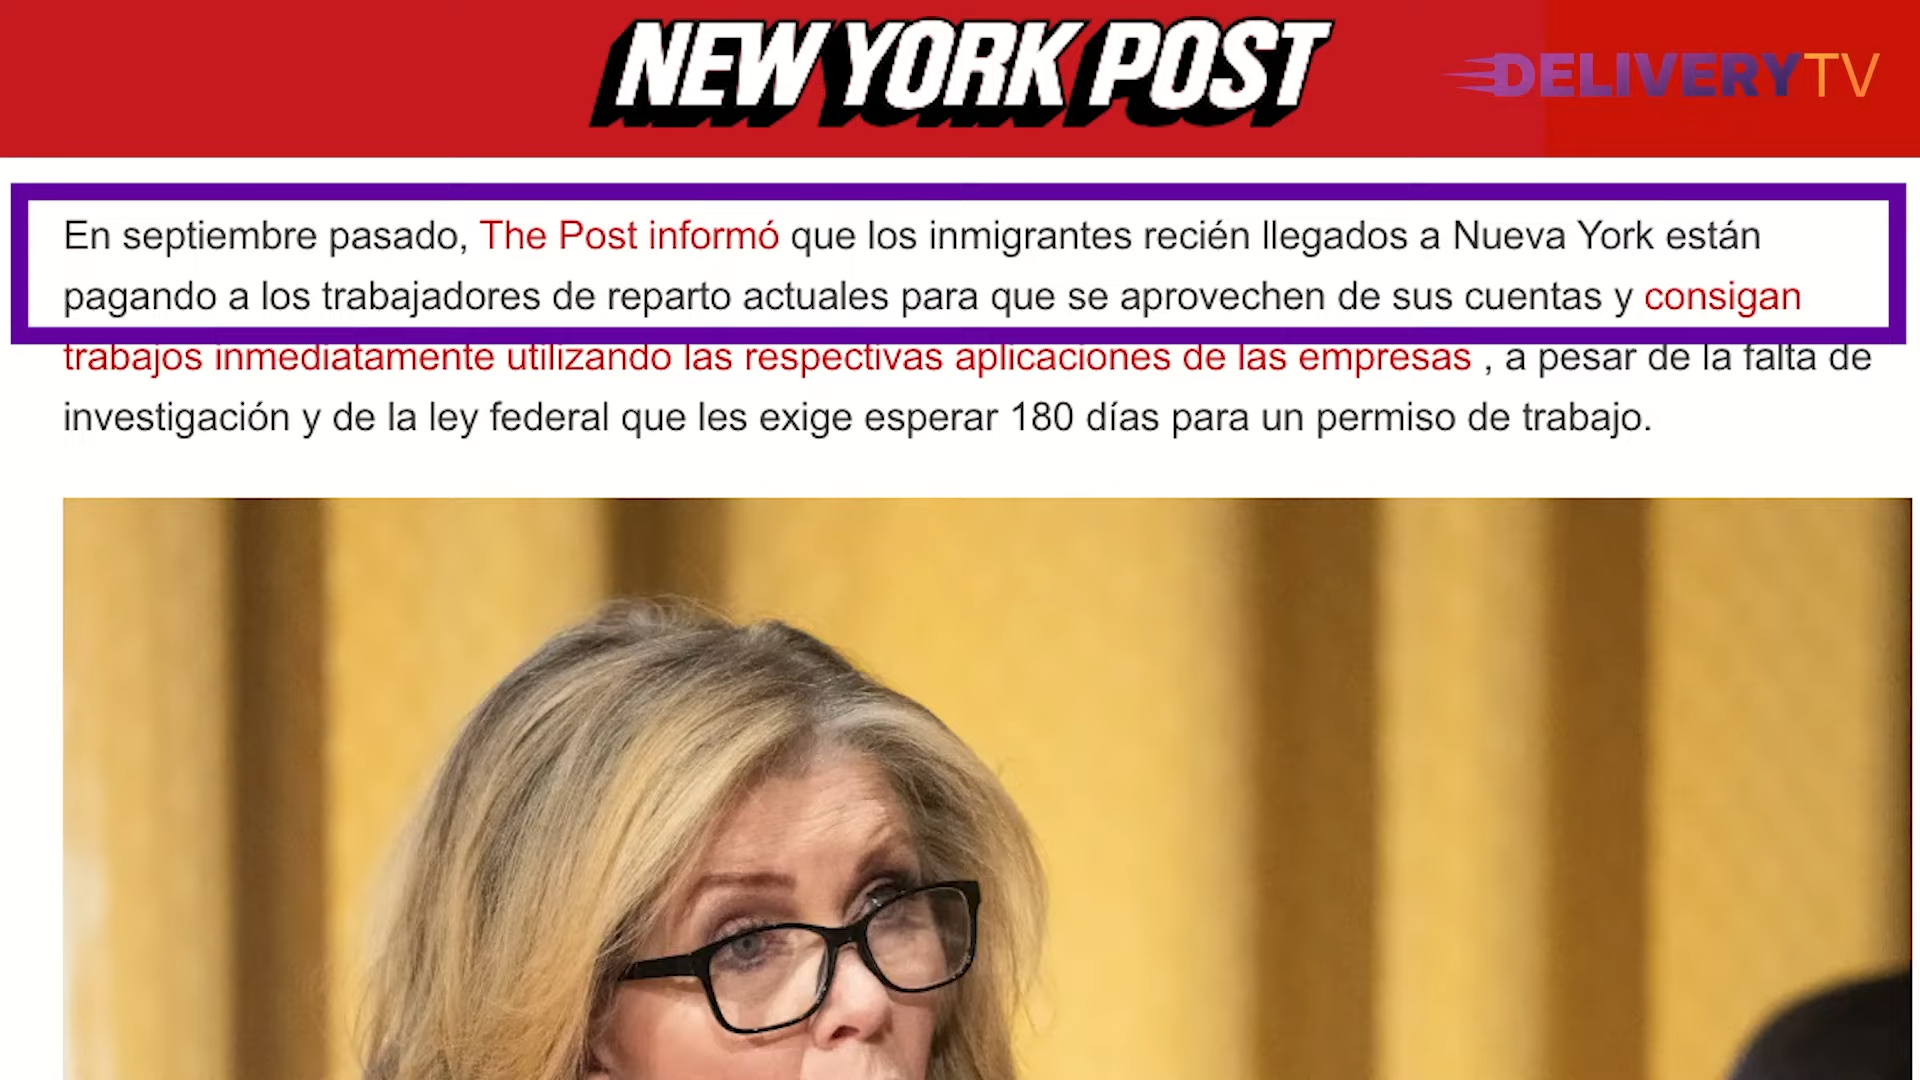 NEW YORK POST
DELIVERYTV
En septiembre pasado, The Post informó que los inmigrantes recién llegados a Nueva York están
pagando a los trabajadores de reparto actuales para que se aprovechen de sus cuentas y consigan
trabajos inmediatamente utilizando las respectivas aplicaciones de las empresas , a pesar de la falta de
investigación y de la ley federal que les exige esperar 180 días para un permiso de trabajo.